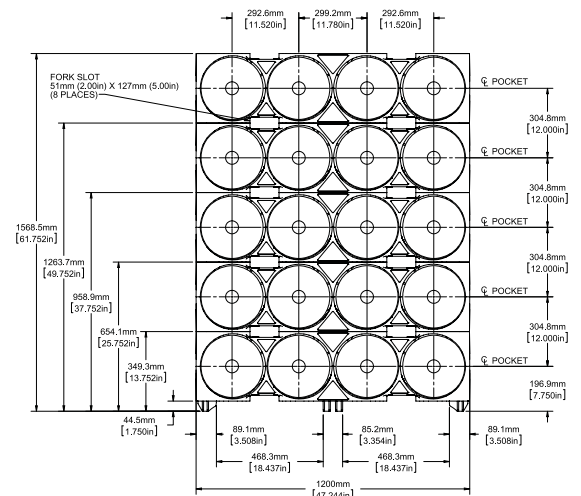 292.6mm
[11.520in]
299.2mm
[11.780in]
292.6mm
[11.520in]
FORK SLOT
51mm (2.00in) X 127mm (5.00in)
(8 PLACES)
℄ POCKET
304.8mm
[12.000in]
℄ POCKET
304.8mm
[12.000in]
℄ POCKET
304.8mm
[12.000in]
℄ POCKET
304.8mm
[12.000in]
℄ POCKET
196.9mm
[7.750in]
1568.5mm
[61.752in]
1263.7mm
[49.752in]
958.9mm
[37.752in]
654.1mm
[25.752in]
349.3mm
[13.752in]
44.5mm
[1.750in]
89.1mm
[3.508in]
85.2mm
[3.354in]
89.1mm
[3.508in]
468.3mm
[18.437in]
468.3mm
[18.437in]
1200mm
[47.244in]